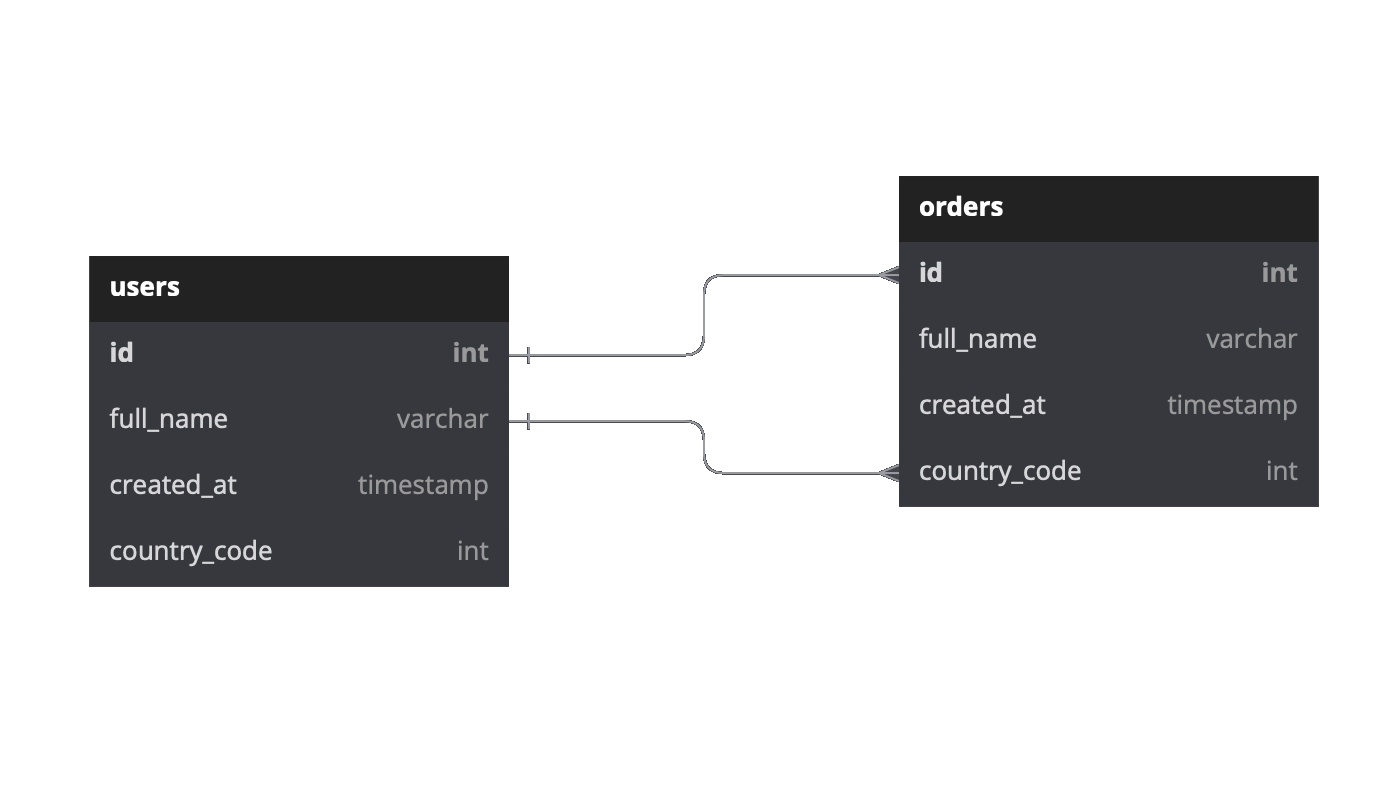 users
id int
full_name varchar
created_at timestamp
country_code int
orders
id int
full_name varchar
created_at timestamp
country_code int